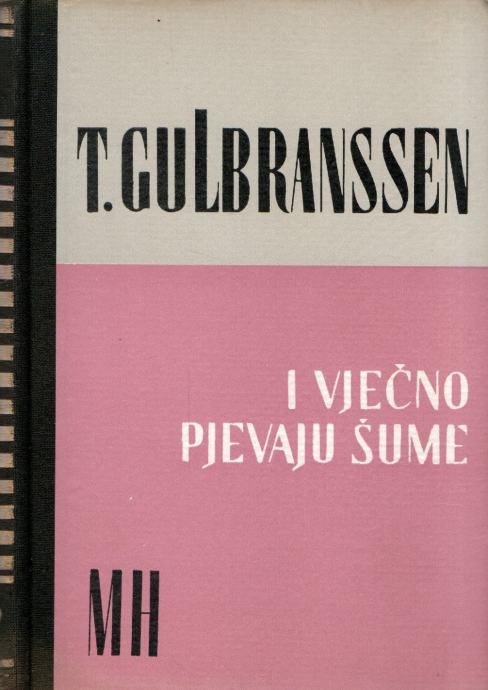 T. GULBRANSSEN
I VJEČNO
PJEVAJU ŠUME
MH